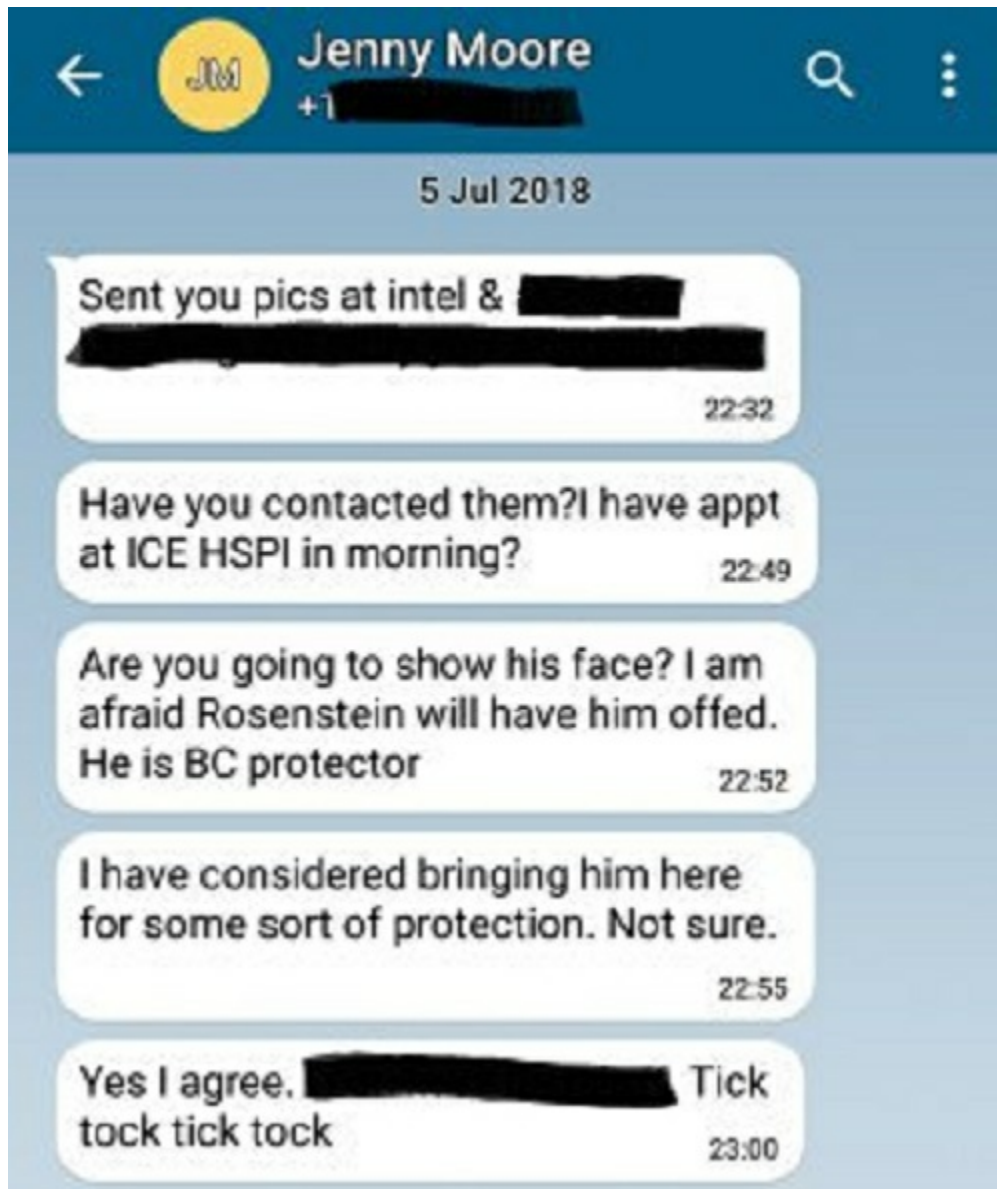 JM
Jenny Moore
+1
5 Jul 2018
Sent you pics at intel &
22:32
Have you contacted them?I have appt
at ICE HSPI in morning?
22:49
Are you going to show his face? I am
afraid Rosenstein will have him offed.
He is BC protector
22:52
I have considered bringing him here
for some sort of protection. Not sure.
22:55
Yes I agree. Tick
tock tick tock
23:00